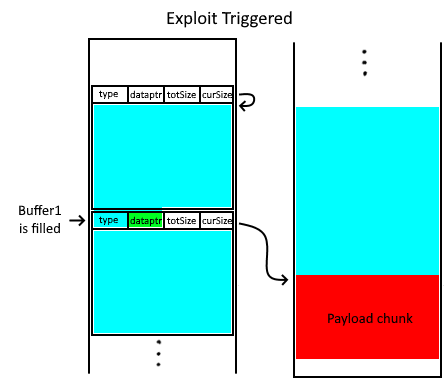 Exploit Triggered
type dataptr totSize curSize
Buffer1
is filled
type dataptr totSize curSize
Payload chunk